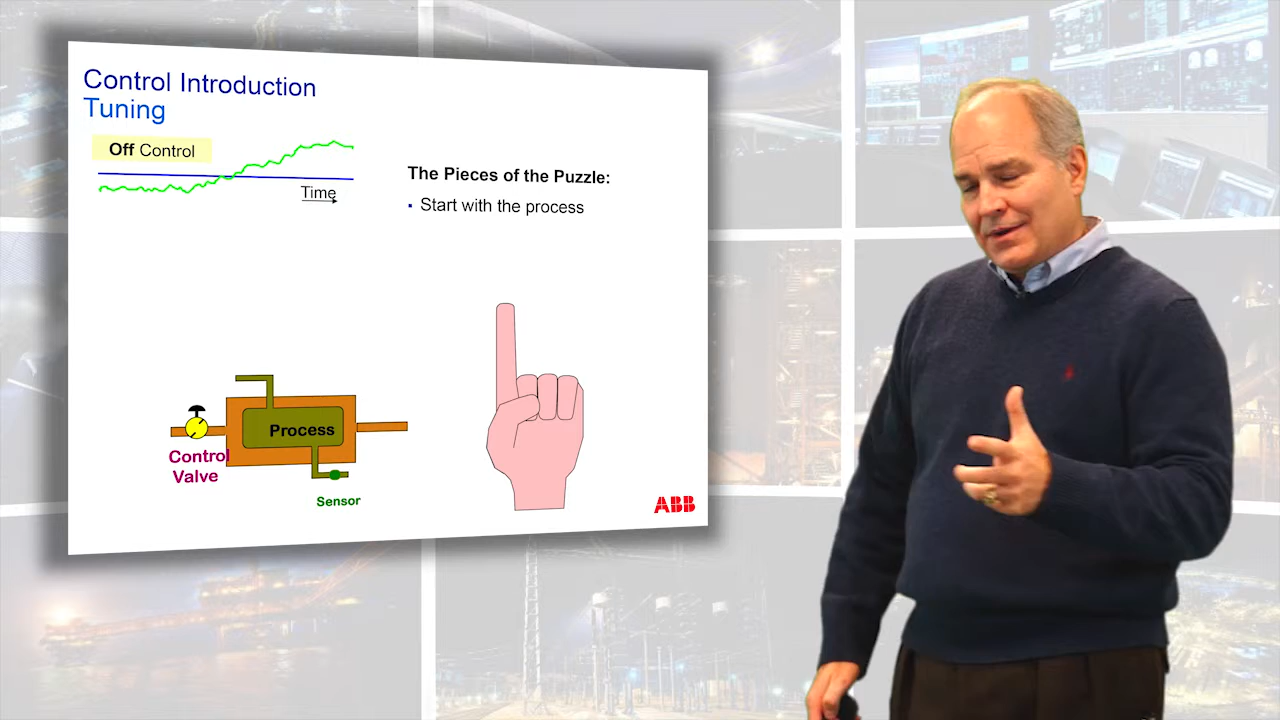 Control Introduction
Tuning
Off Control
Time
The Pieces of the Puzzle:
▪ Start with the process
Process
Control
Valve
Sensor
ABB